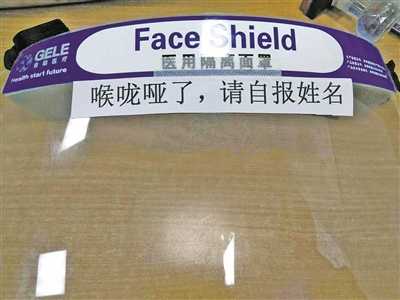 GELE
Health start future
Face Shield
医用隔离面罩
喉咙哑了，请自报姓名